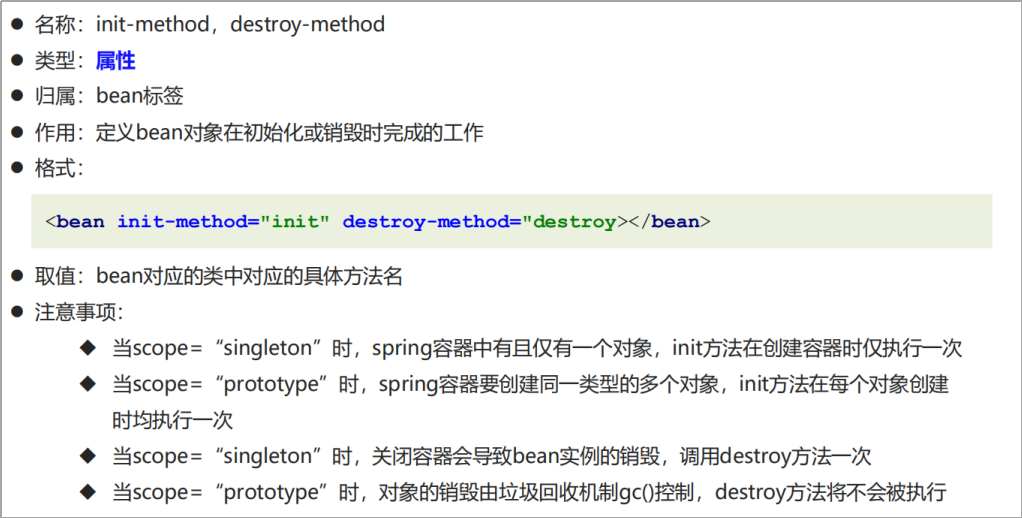 ● 名称：init-method，destroy-method
● 类型：属性
● 归属：bean标签
● 作用：定义bean对象在初始化或销毁时完成的工作
● 格式：
<bean init-method="init" destroy-method="destroy></bean>
● 取值：bean对应的类中对应的具体方法名
● 注意事项：
◆ 当scope=“singleton”时，spring容器中有且仅有一个对象，init方法在创建容器时仅执行一次
◆ 当scope=“prototype”时，spring容器要创建同一类型的多个对象，init方法在每个对象创建
时均执行一次
◆ 当scope=“singleton”时，关闭容器会导致bean实例的销毁，调用destroy方法一次
◆ 当scope=“prototype”时，对象的销毁由垃圾回收机制gc()控制，destroy方法将不会被执行